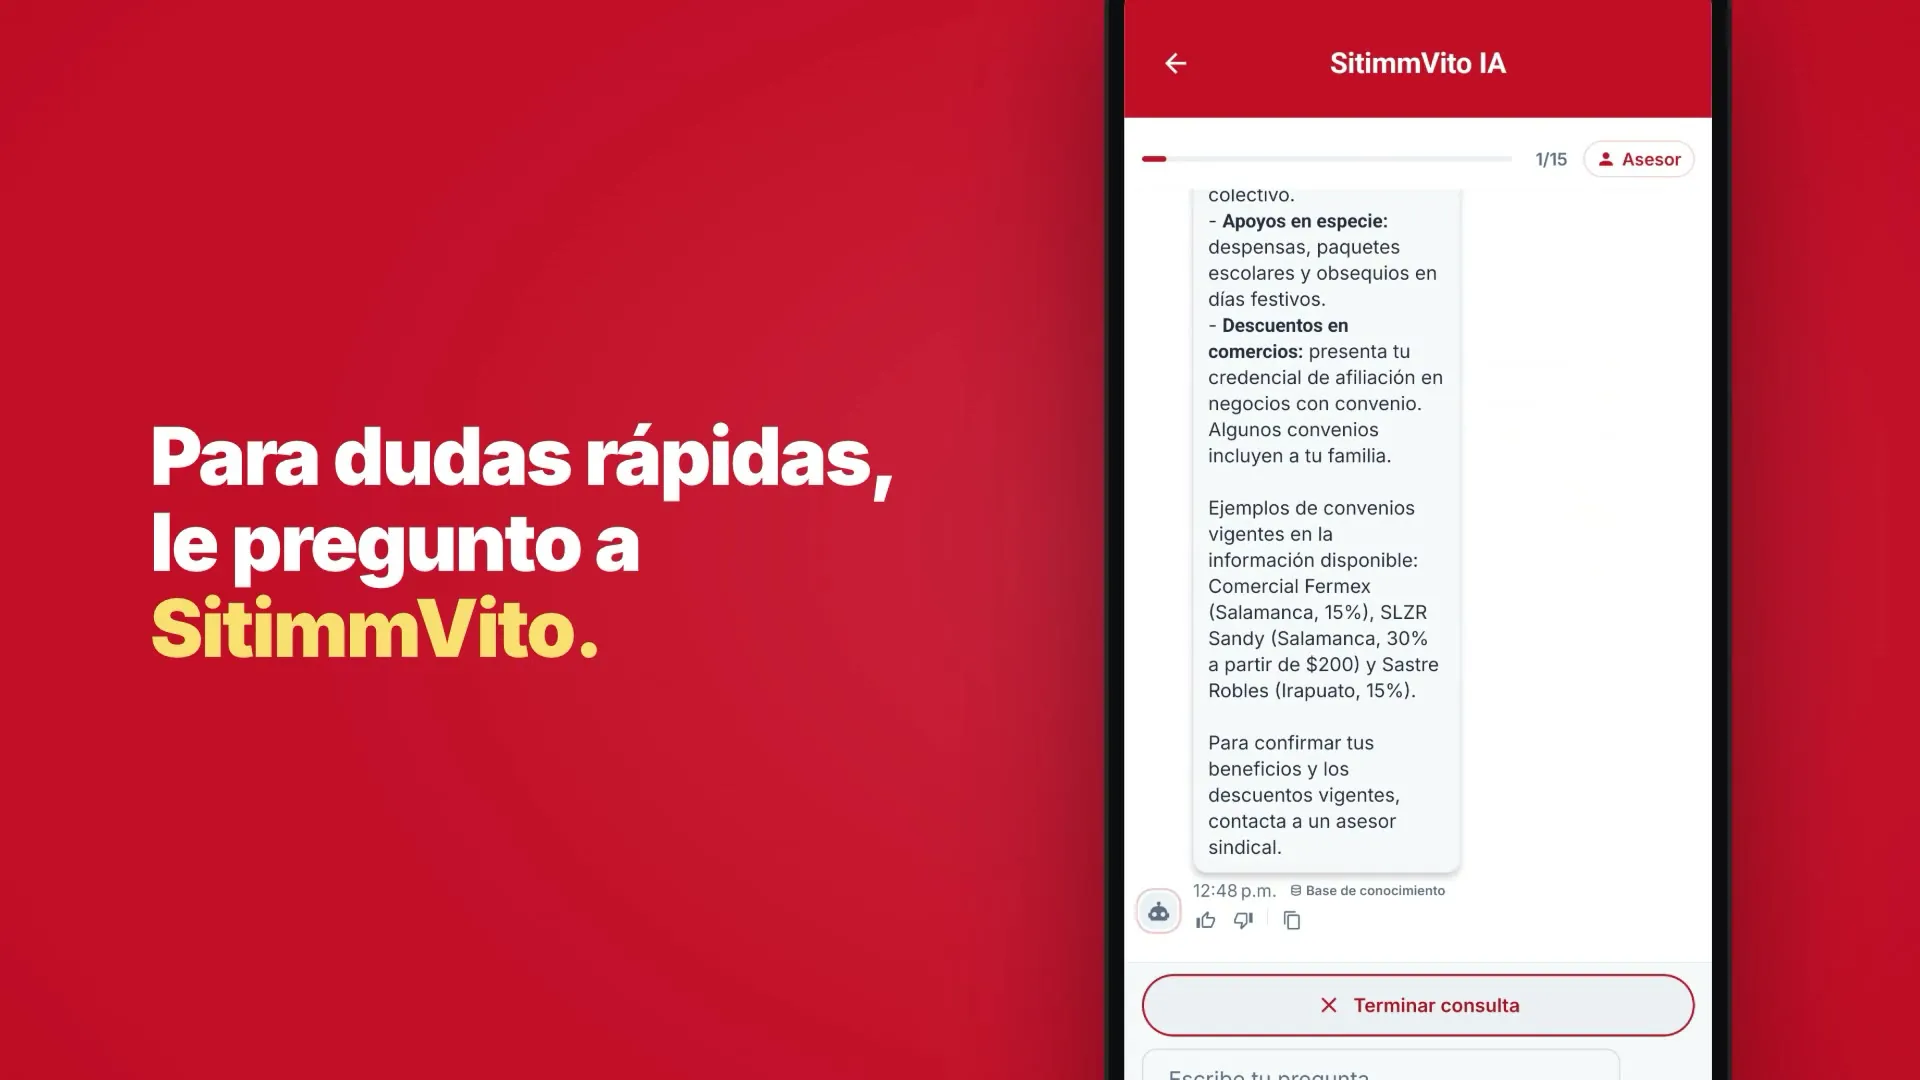 Para dudas rápidas,
le pregunto a
SitimmVito.
SitimmVito IA
1/15
Asesor
colectivo.
- Apoyos en especie:
despensas, paquetes
escolares y obsequios en
días festivos.
- Descuentos en
comercios: presenta tu
credencial de afiliación en
negocios con convenio.
Algunos convenios
incluyen a tu familia.
Ejemplos de convenios
vigentes en la
información disponible:
Comercial Fermex
(Salamanca, 15%), SLZR
Sandy (Salamanca, 30%
a partir de $200) y Sastre
Robles (Irapuato, 15%).
Para confirmar tus
beneficios y los
descuentos vigentes,
contacta a un asesor
sindical.
12:48 p.m. Base de conocimiento
Terminar consulta
Escribe tu pregunta